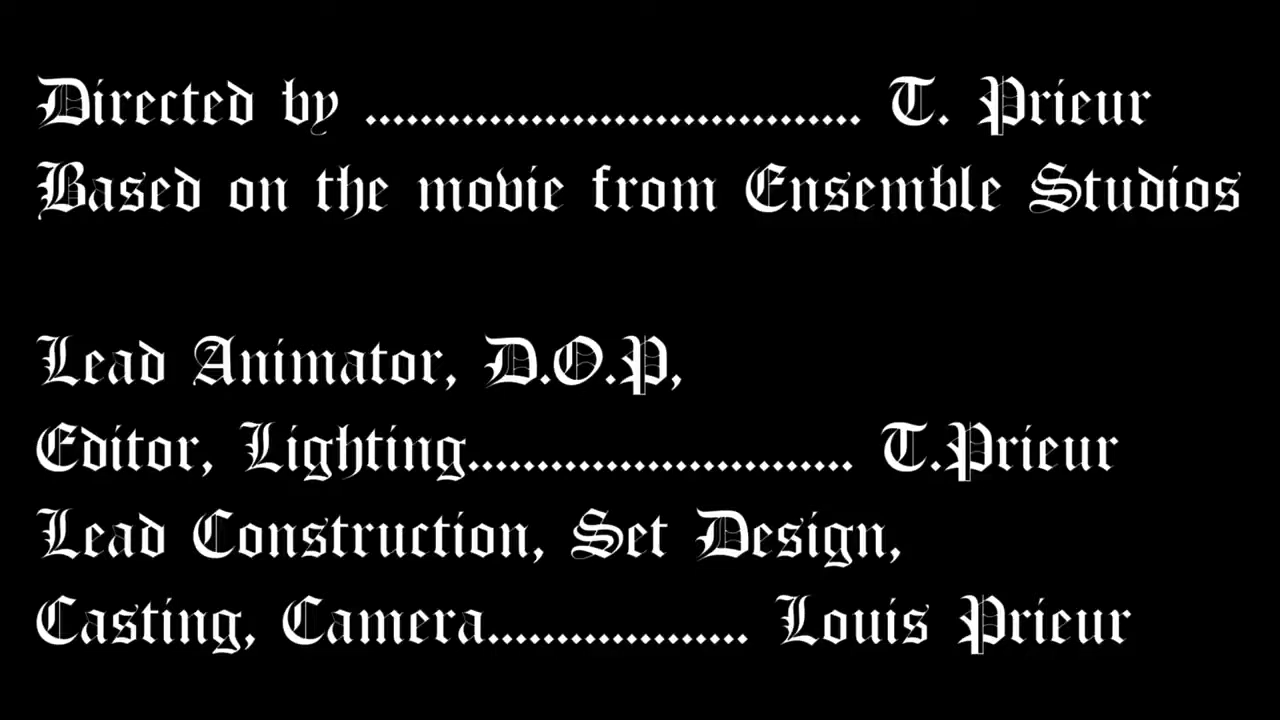 Directed by .................................... T. Prieur
Based on the movie from Ensemble Studios
Lead Animator, D.O.P,
Editor, Lighting............................ T.Prieur
Lead Construction, Set Design,
Casting, Camera................... Louis Prieur